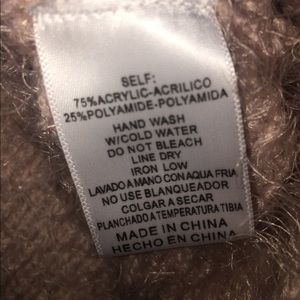 SELF:
75%ACRYLIC-ACRILICO
25%POLYAMIDE-POLYAMIDA
HAND WASH
W/COLD WATER
DO NOT BLEACH
LINE DRY
IRON LOW
LAVADO A MANO CON AQUA FRIA
NO USE BLANQUEADOR
COLGAR A SECAR
PLANCHADO A TEMPERATURA TIBIA
MADE IN CHINA
HECHO EN CHINA